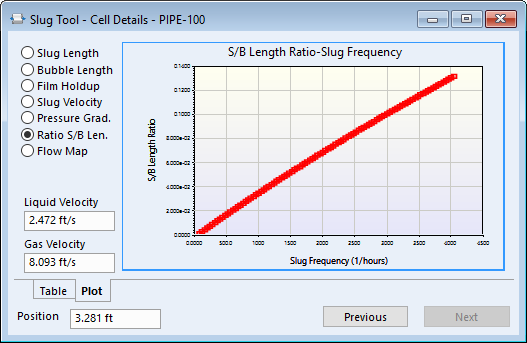 Slug Tool - Cell Details - PIPE-100
Slug Length
Bubble Length
Film Holdup
Slug Velocity
Pressure Grad.
Ratio S/B Len.
Flow Map
Liquid Velocity
2.472 ft/s
Gas Velocity
8.093 ft/s
S/B Length Ratio-Slug Frequency
S/B Length Ratio
0.1400
0.1200
0.1000
8.000e-02
6.000e-02
4.000e-02
2.000e-02
0.0000
0.0000 500.0 1000 1500 2000 2500 3000 3500 4000 4500
Slug Frequency (1/hours)
Table Plot
Position 3.281 ft
Previous Next